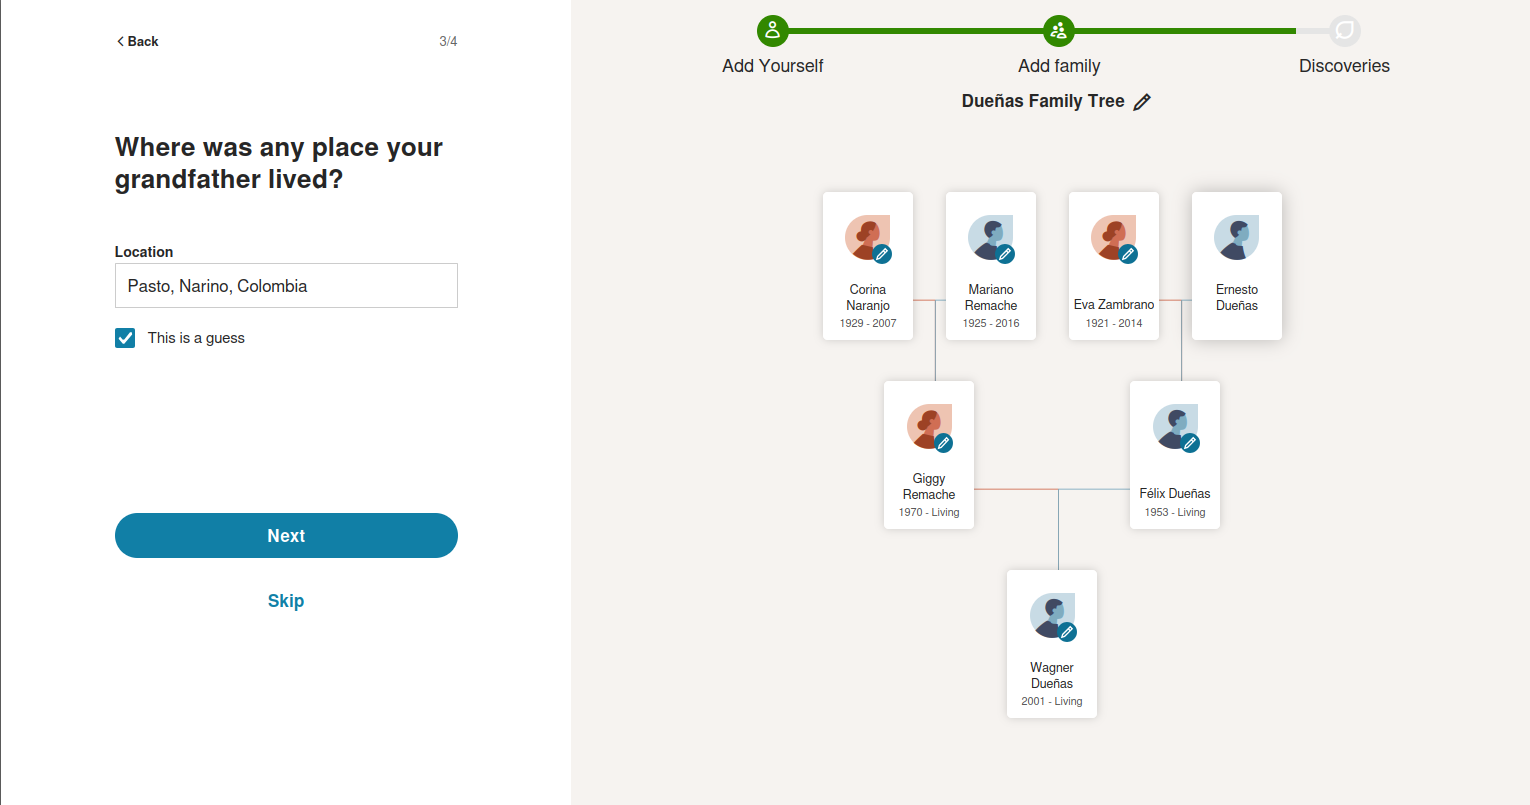 Back
3/4
Where was any place your
grandfather lived?
Location
Pasto, Narino, Colombia
This is a guess
Next
Skip
Add Yourself
Add family
Discoveries
Dueñas Family Tree
Corina
Naranjo
1929 - 2007
Mariano
Remache
1925 - 2016
Eva Zambrano
1921 - 2014
Ernesto
Dueñas
Giggy
Remache
1970 - Living
Félix Dueñas
1953 - Living
Wagner
Dueñas
2001 - Living